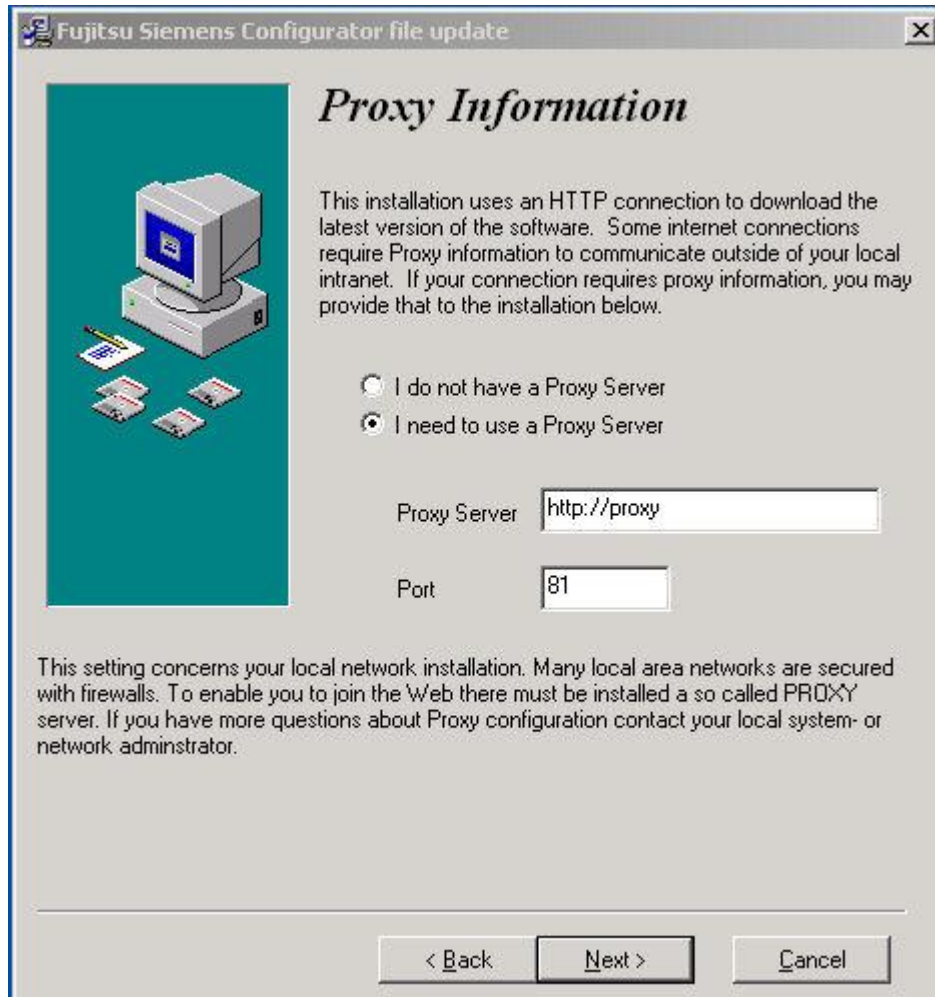 Fujitsu Siemens Configurator file update
Proxy Information
This installation uses an HTTP connection to download the
latest version of the software.  Some internet connections
require Proxy information to communicate outside of your local
intranet.  If your connection requires proxy information, you may
provide that to the installation below.
I do not have a Proxy Server
I need to use a Proxy Server
Proxy Server http://proxy
Port 81
This setting concerns your local network installation. Many local area networks are secured
with firewalls. To enable you to join the Web there must be installed a so called PROXY
server. If you have more questions about Proxy configuration contact your local system- or
network adminstrator.
< Back Next > Cancel